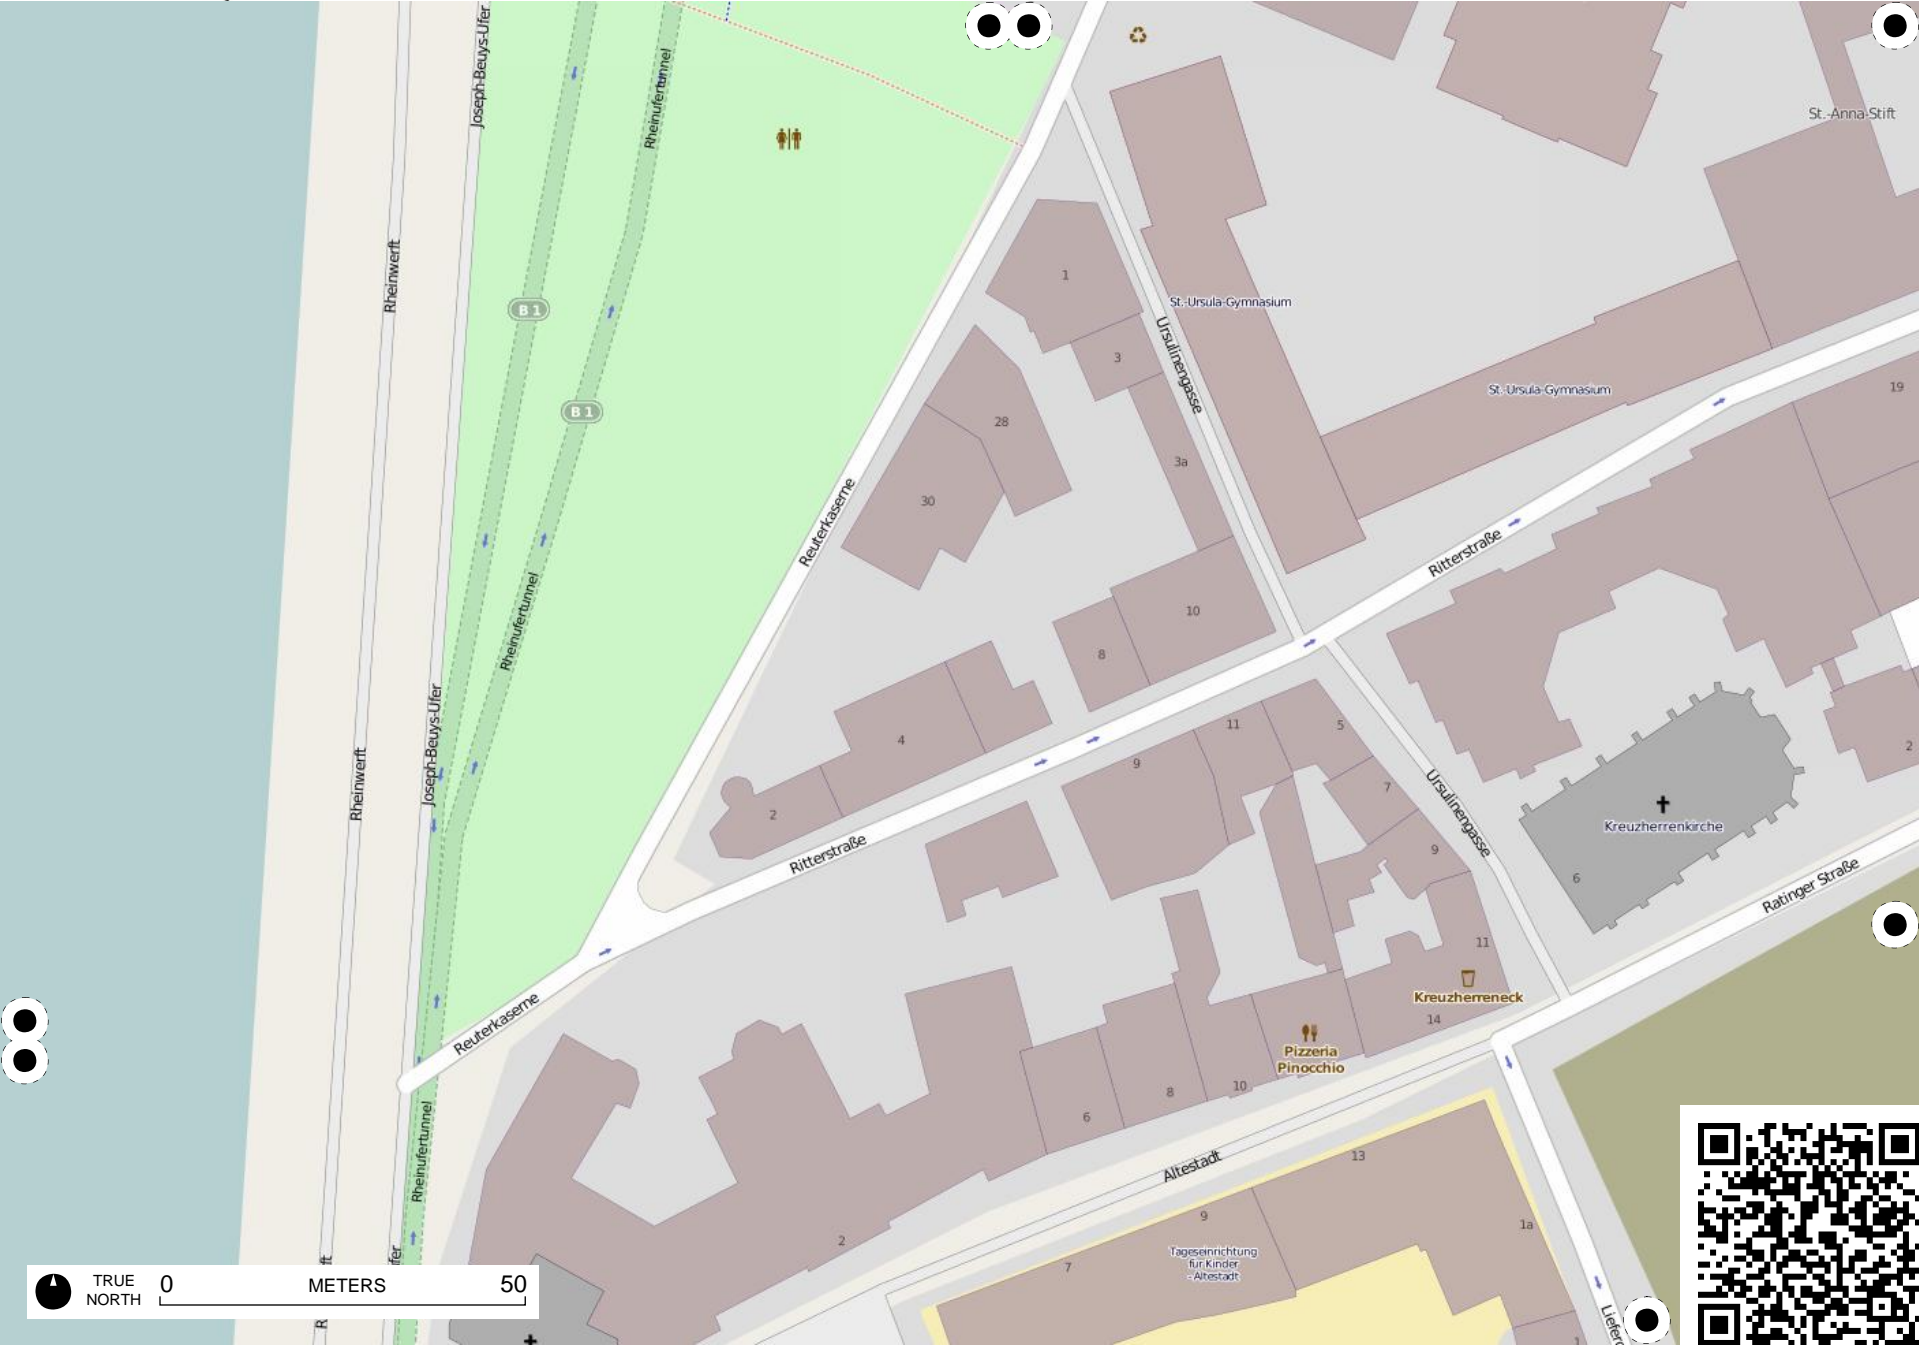 Joseph-Beuys-Ufer
Rheinufertunnel
St.-Anna-Stift
Rheinwerft
B 1
1
St.-Ursula-Gymnasium
Ursulinengasse
3
St.-Ursula-Gymnasium
19
B 1
28
3a
30
Reuterkaserne
Ritterstraße
Rheinufertunnel
10
8
Joseph-Beuys-Ufer
Rheinwerft
4
11
5
2
9
7
Ursulinengasse
2
Kreuzherrenkirche
Ritterstraße
9
6
Ratinger Straße
11
Kreuzherreneck
14
Reuterkaserne
Pizzeria
Pinocchio
10
8
6
Rheinufertunnel
Altestadt
13
9
1a
2
Tageseinrichtung
für Kinder
- Altestadt
7
TRUE
NORTH
0
METERS
50
1